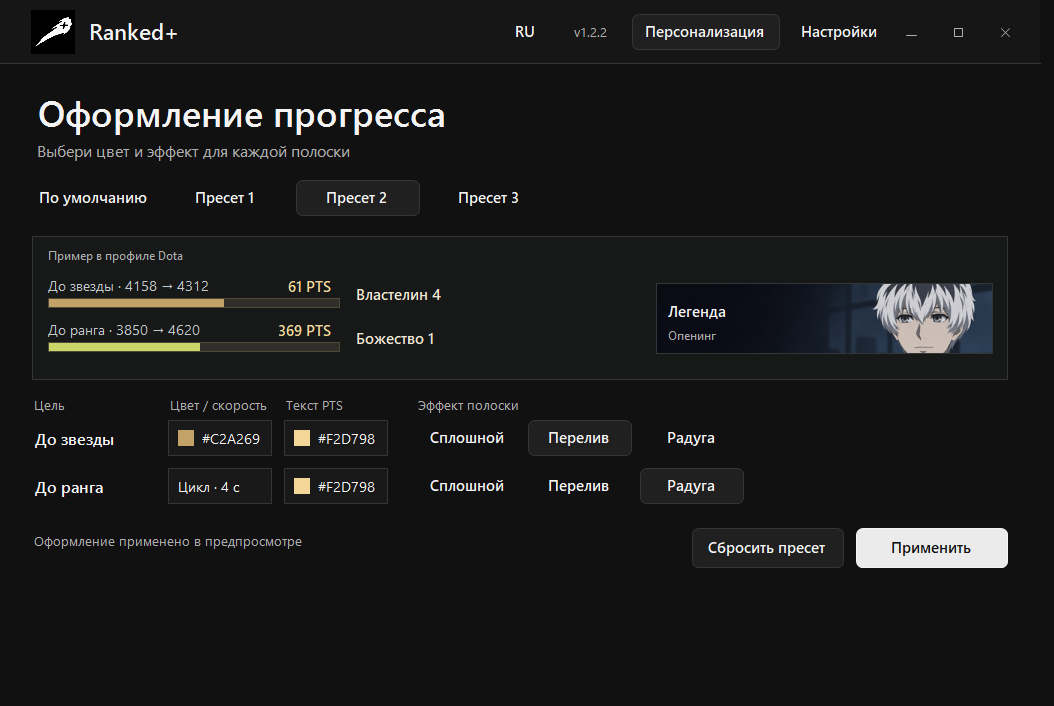 Ranked+
RU
v1.2.2
Персонализация
Настройки
Оформление прогресса
Выбери цвет и эффект для каждой полоски
По умолчанию
Пресет 1
Пресет 2
Пресет 3
Пример в профиле Dota
До звезды · 4158 → 4312
61 PTS
Властелин 4
До ранга · 3850 → 4620
369 PTS
Божество 1
Легенда
Опенинг
Цель
Цвет / скорость
Текст PTS
Эффект полоски
До звезды
#C2A269
#F2D798
Сплошной
Перелив
Радуга
До ранга
Цикл · 4 с
#F2D798
Сплошной
Перелив
Радуга
Оформление применено в предпросмотре
Сбросить пресет
Применить